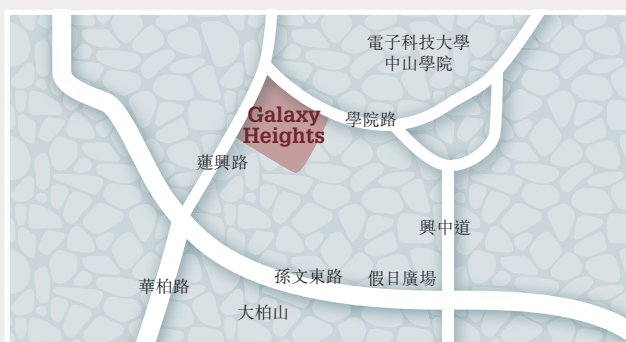 電子科技大學
中山學院
Galaxy
Heights
學院路
蓮興路
興中道
孫文東路
假日廣場
華柏路
大柏山